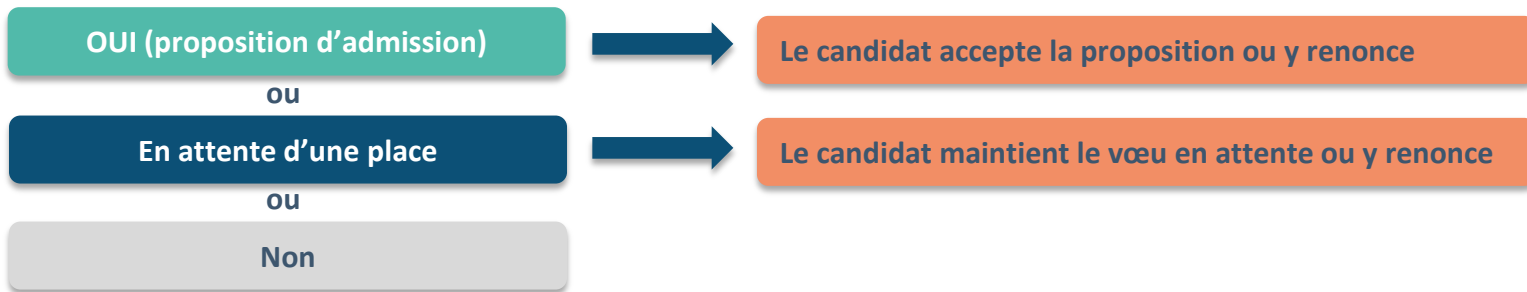 OUI (proposition d’admission)
Le candidat accepte la proposition ou y renonce
ou
En attente d’une place
Le candidat maintient le vœu en attente ou y renonce
ou
Non